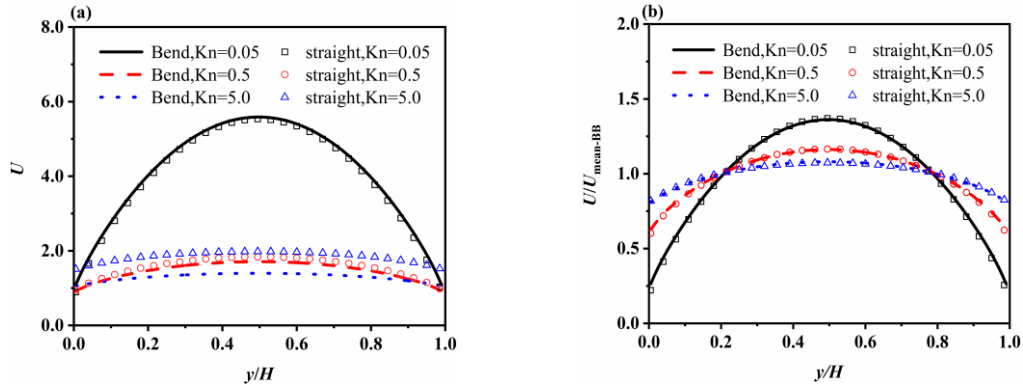 (a)
8.0
6.0
4.0
2.0
0.0
U
Bend,Kn=0.05 straight,Kn=0.05
Bend,Kn=0.5 straight,Kn=0.5
Bend,Kn=5.0 straight,Kn=5.0
0.0 0.2 0.4 0.6 0.8 1.0
y/H
(b)
2.0
1.5
1.0
0.5
0.0
U/Umean-BB
Bend,Kn=0.05 straight,Kn=0.05
Bend,Kn=0.5 straight,Kn=0.5
Bend,Kn=5.0 straight,Kn=5.0
0.0 0.2 0.4 0.6 0.8 1.0
y/H